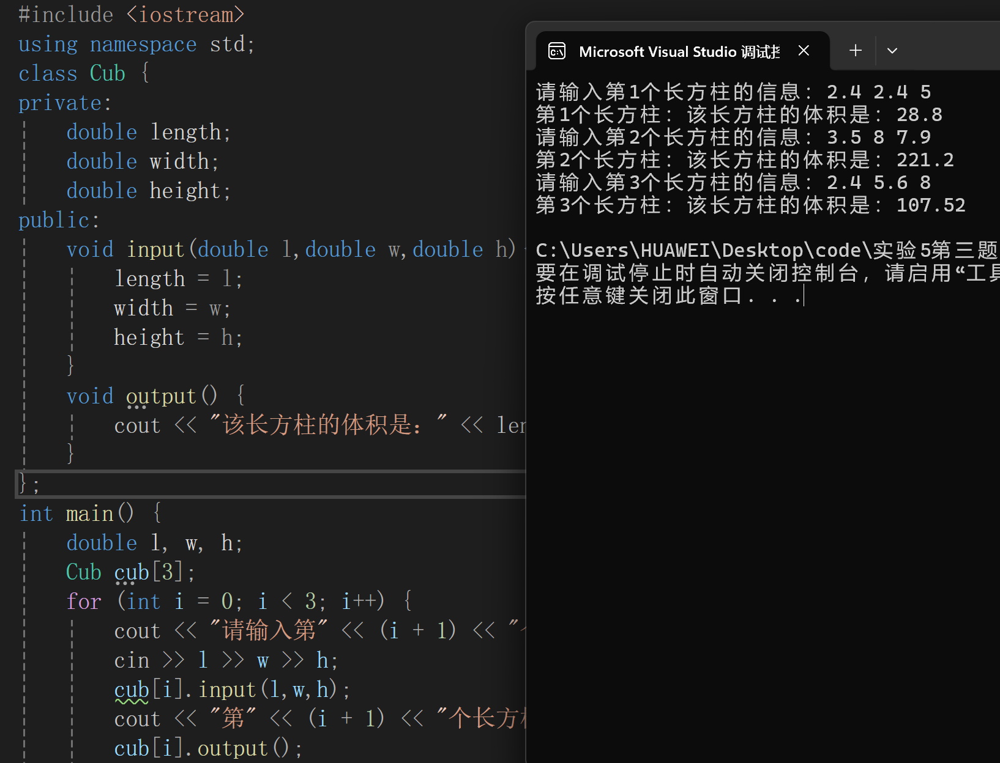 #include <iostream>
using namespace std;
class Cub {
private:
double length;
double width;
double height;
public:
void input(double l,double w,double h)
length = l;
width = w;
height = h;
}
void output() {
cout << "该长方柱的体积是：" << len
}
};
int main() {
double l, w, h;
Cub cub[3];
for (int i = 0; i < 3; i++) {
cout << "请输入第" << (i + 1) << "
cin >> l >> w >> h;
cub[i].input(l,w,h);
cout << "第" << (i + 1) << "个长方
cub[i].output();
Microsoft Visual Studio 调试
请输入第1个长方柱的信息：2.4 2.4 5
第1个长方柱：该长方柱的体积是：28.8
请输入第2个长方柱的信息：3.5 8 7.9
第2个长方柱：该长方柱的体积是：221.2
请输入第3个长方柱的信息：2.4 5.6 8
第3个长方柱：该长方柱的体积是：107.52
C:\Users\HUAWEI\Desktop\code\实验5第三题
要在调试停止时自动关闭控制台，请启用“工具
按任意键关闭此窗口. . .